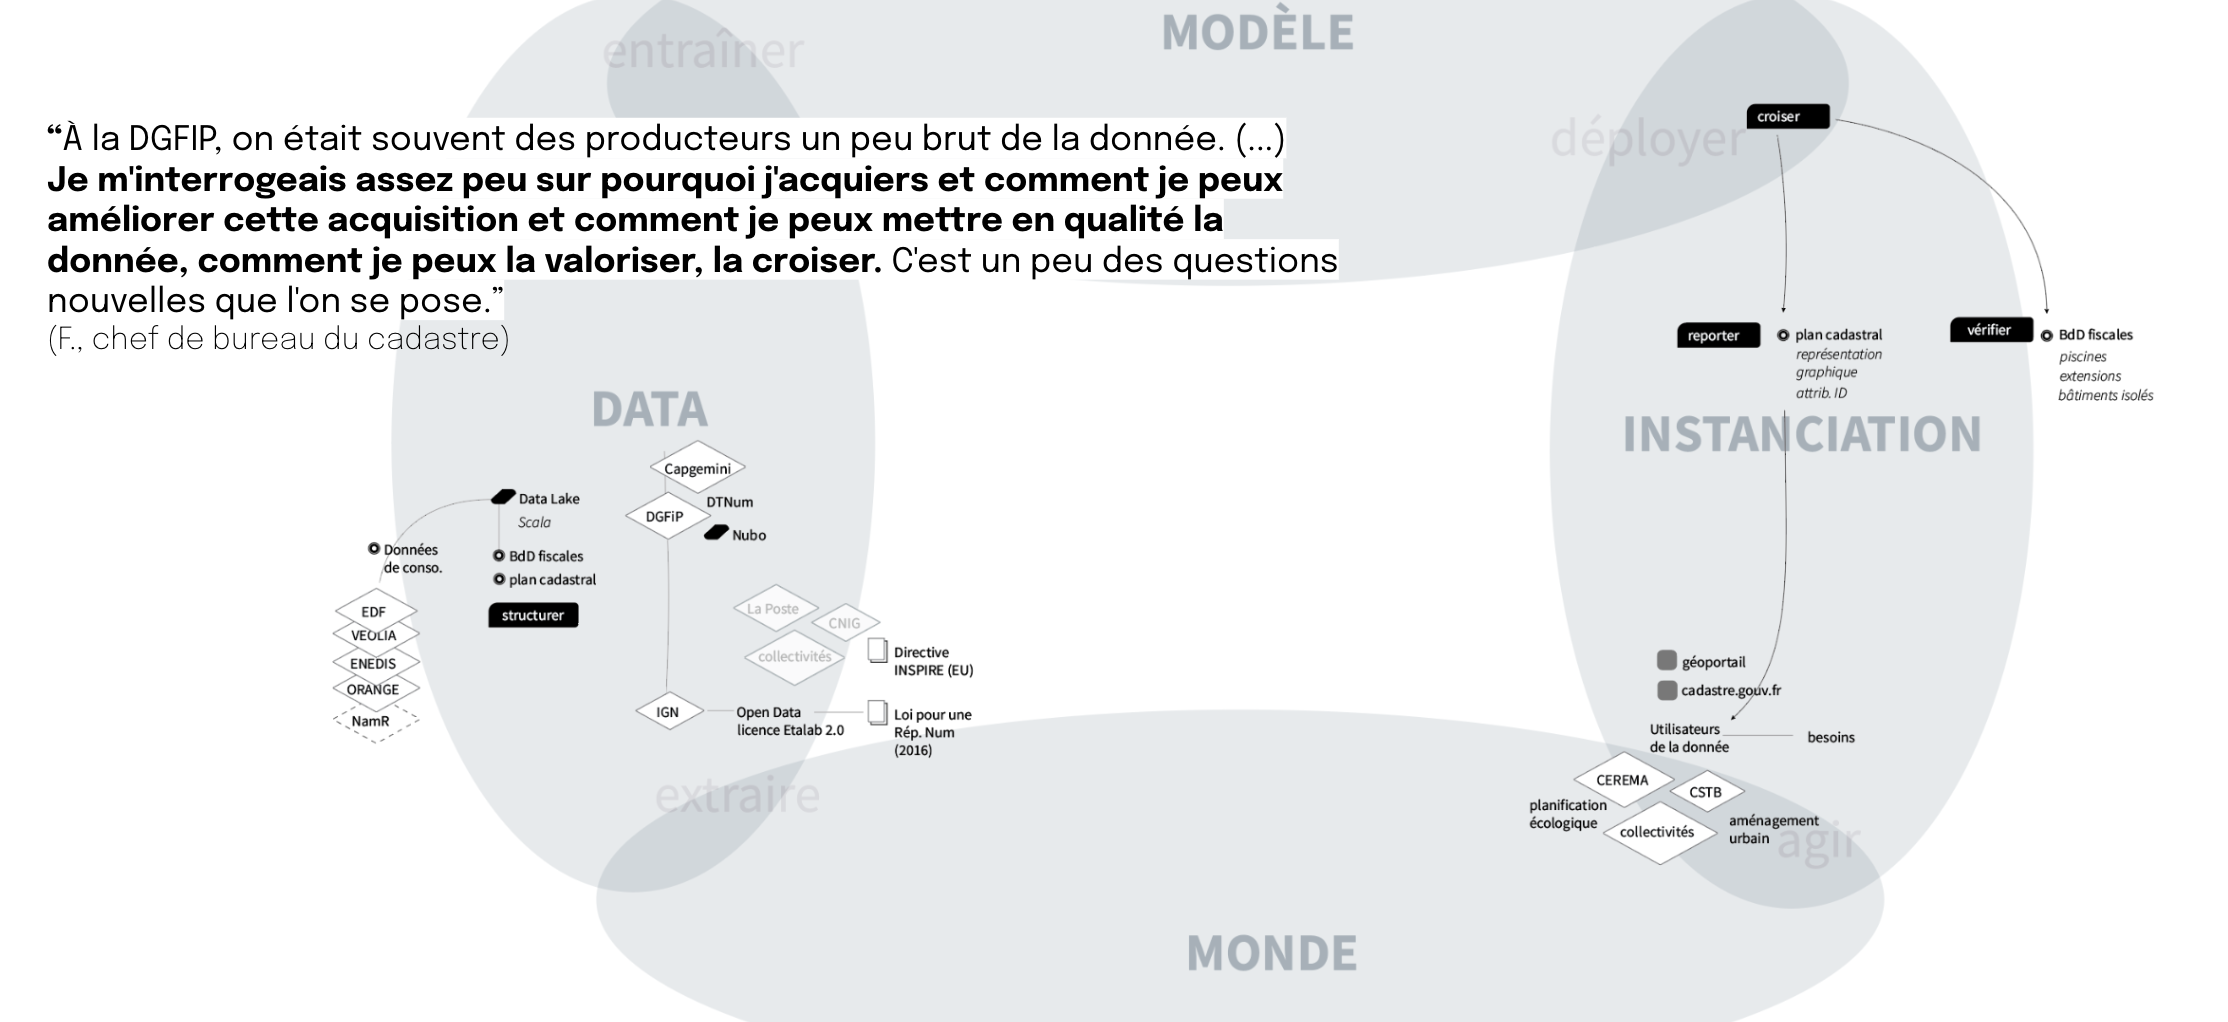 MODÈLE
entraîner
croiser
déployer
“À la DGFIP, on était souvent des producteurs un peu brut de la donnée. (...)
Je m'interrogeais assez peu sur pourquoi j'acquiers et comment je peux
améliorer cette acquisition et comment je peux mettre en qualité la
donnée, comment je peux la valoriser, la croiser. C'est un peu des questions
nouvelles que l'on se pose.”
(F., chef de bureau du cadastre)
reporter
plan cadastral
représentation
graphique
attrib. ID
vérifier
BdD fiscales
piscines
extensions
bâtiments isolés
DATA
INSTANCIATION
Capgemini
DGFiP
DTNum
Nubo
Data Lake
Scala
Données
de conso.
BdD fiscales
plan cadastral
structurer
EDF
VEOLIA
ENEDIS
ORANGE
NamR
La Poste
CNIG
collectivités
Directive
INSPIRE (EU)
IGN
Open Data
licence Etalab 2.0
Loi pour une
Rép. Num
(2016)
extraire
géoportail
cadastre.gouv.fr
Utilisateurs
de la donnée
besoins
CEREMA
CSTB
planification
écologique
collectivités
aménagement
urbain
agir
MONDE